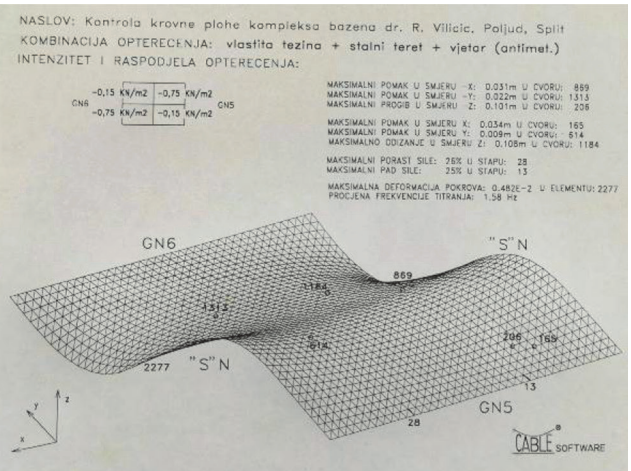 NASLOV: Kontrola krovne plohe kompleksa bazena dr. R. Vilicic, Poljud, Split
KOMBINACIJA OPTERECENJA: vlastita tezina + stalni teret + vjetar (antimet.)
INTENZITET I RASPODJELA OPTERECENJA:
-0,15 KN/m2 -0,75 KN/m2
GN6 GN5
-0,75 KN/m2 -0,15 KN/m2
MAKSIMALNI POMAK U SMJERU -X: 0.031m U CVORU: 869
MAKSIMALNI POMAK U SMJERU -Y: 0.022m U CVORU: 1313
MAKSIMALNI PROGIB U SMJERU -Z: 0.101m U CVORU: 206
MAKSIMALNI POMAK U SMJERU X: 0.034m U CVORU: 165
MAKSIMALNI POMAK U SMJERU Y: 0.009m U CVORU: 614
MAKSIMALNO ODIZANJE U SMJERU Z: 0.108m U CVORU: 1184
MAKSIMALNI PORAST SILE: 26% U STAPU: 28
MAKSIMALNI PAD SILE: 25% U STAPU: 13
MAKSIMALNA DEFORMACIJA POKROVA: 0.482E-2 U ELEMENTU: 2277
PROCJENA FREKVENCIJE TITRANJA: 1.58 Hz
GN6
"S"N
869
1184
1313
614
206 165
2277
"S"N
13
GN5
28
z
y
x
CABLE ® SOFTWARE